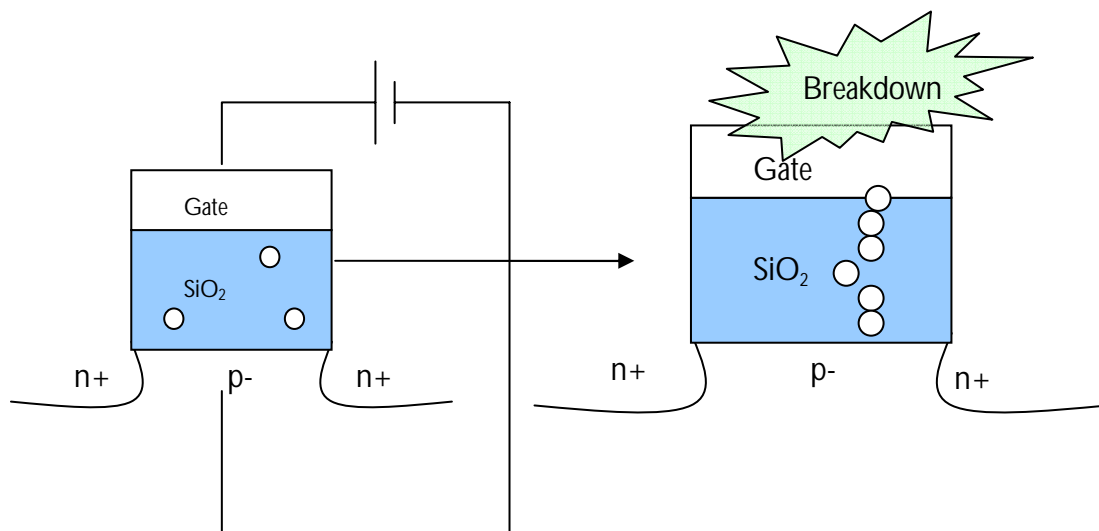 Gate
SiO₂
n+
p-
n+
Breakdown
Gate
SiO₂
n+
p-
n+